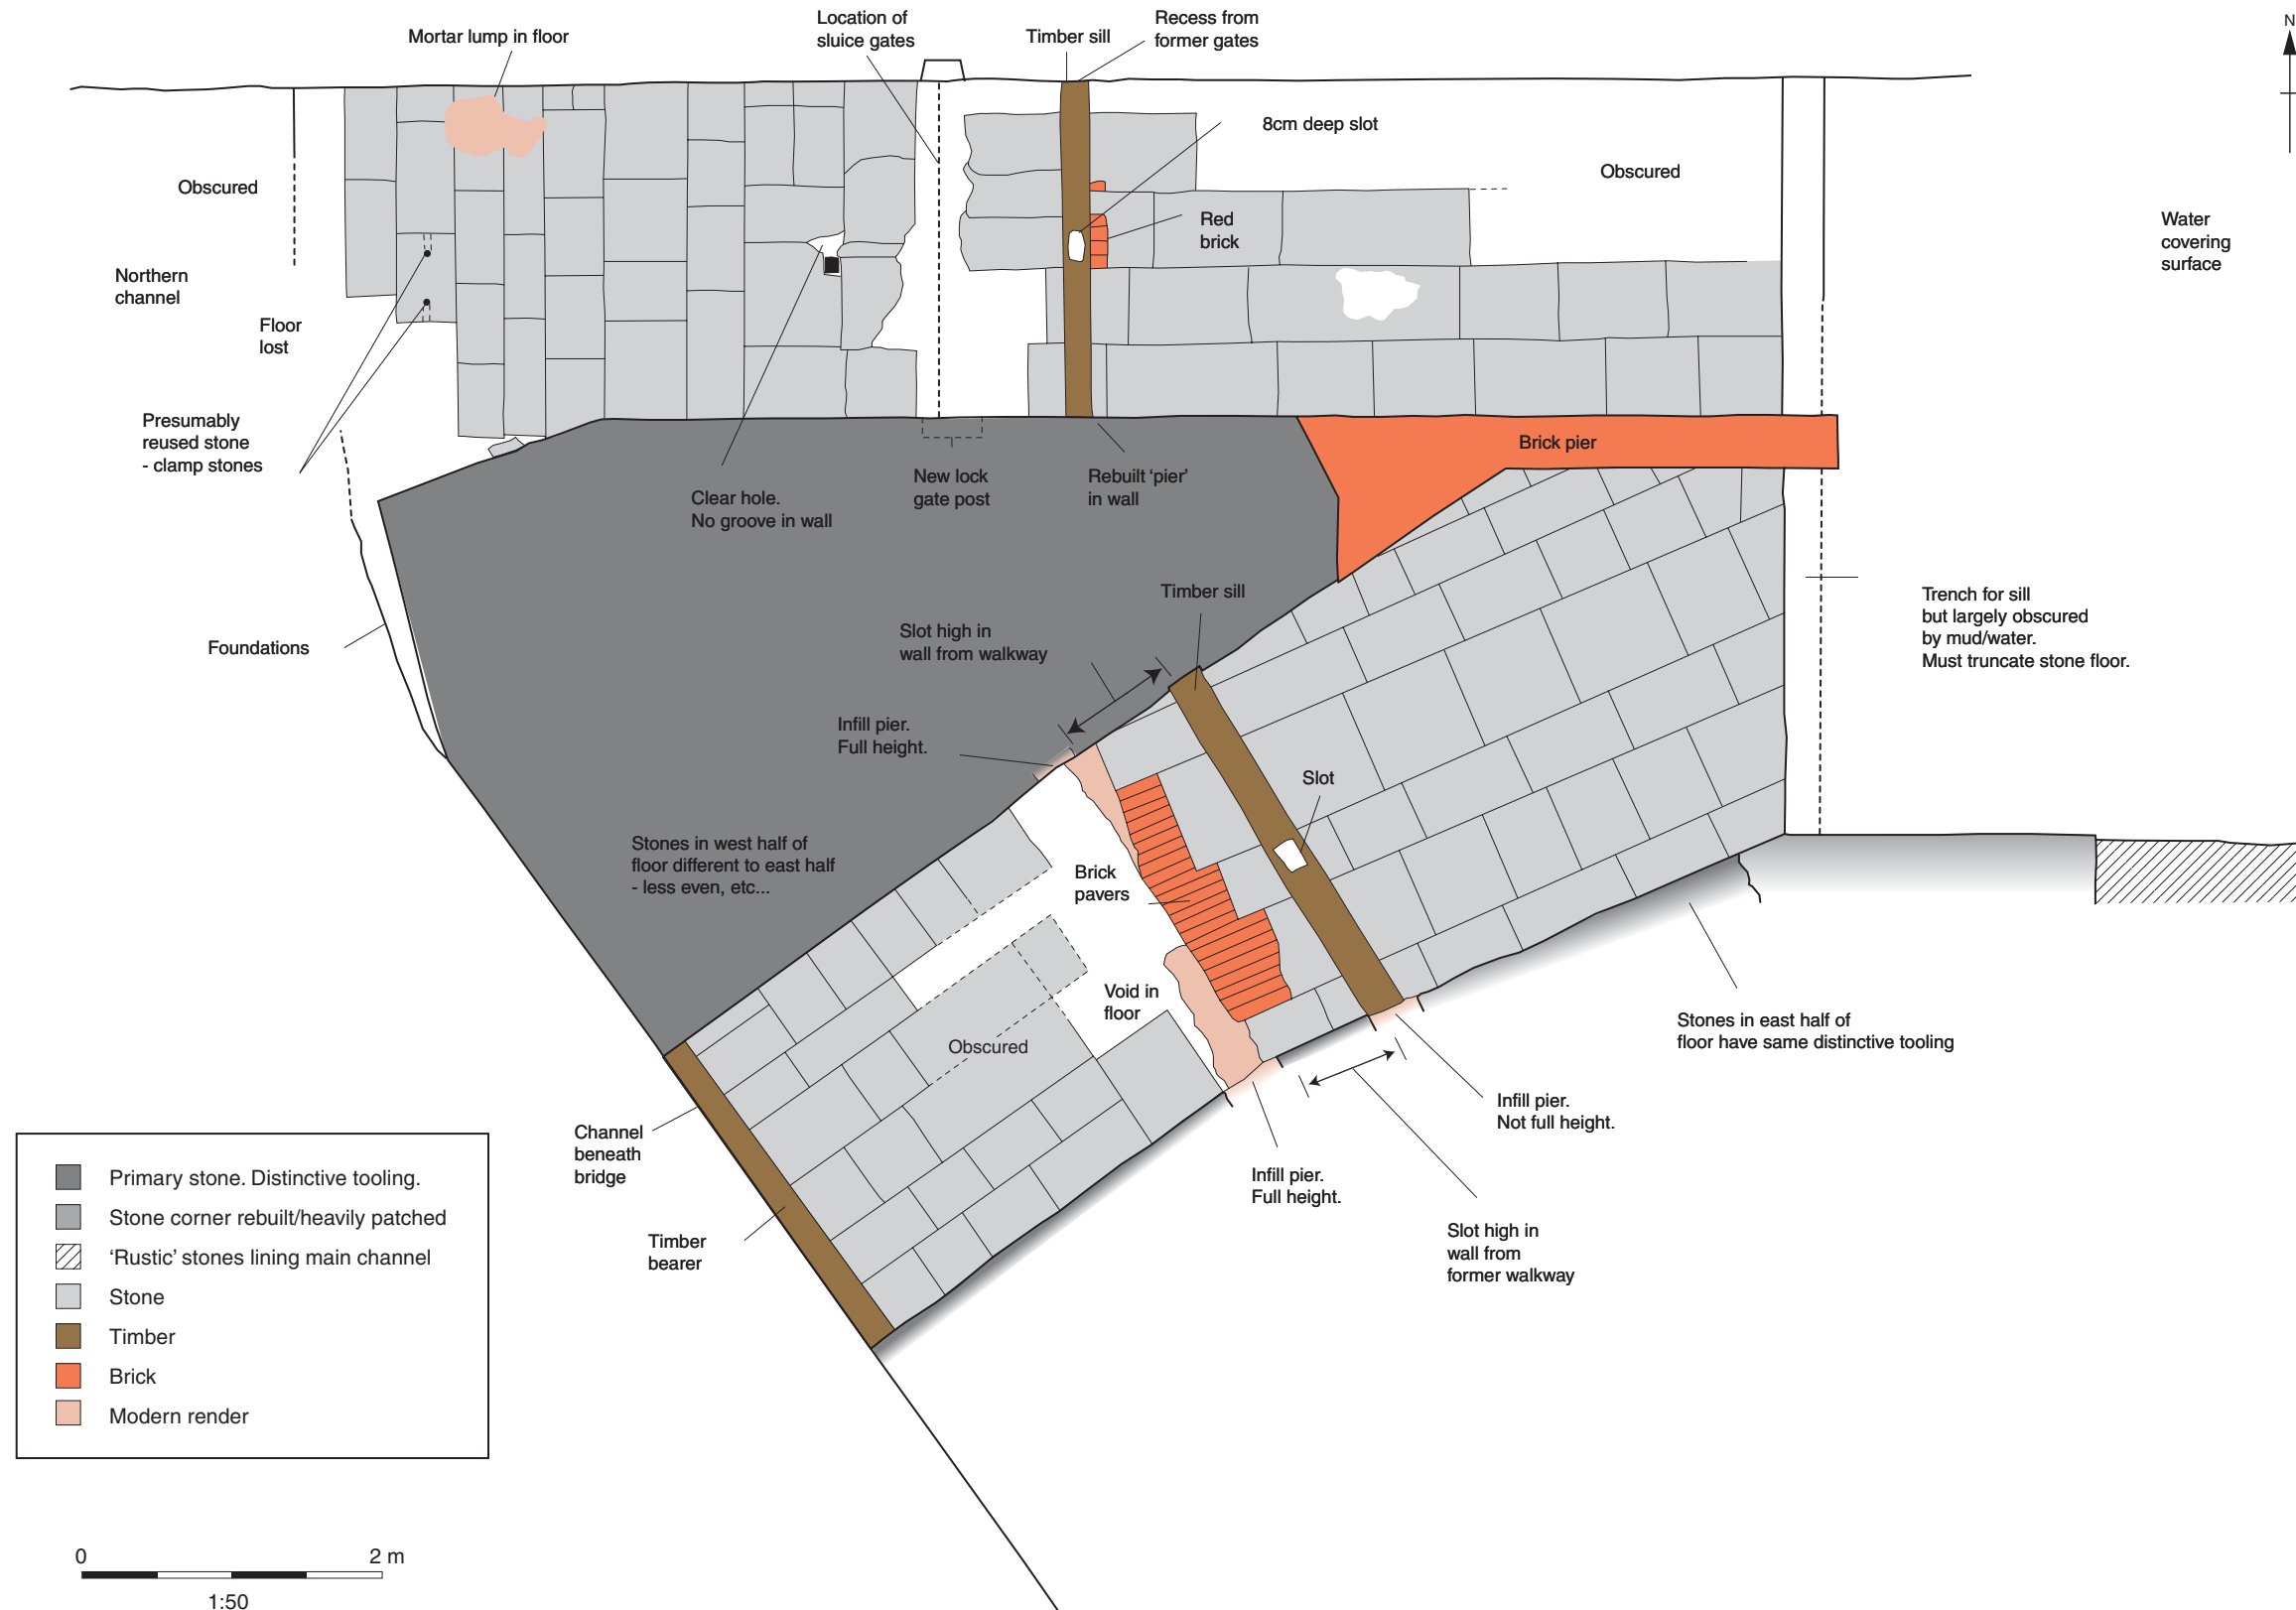 Mortar lump in floor
Location of
sluice gates
Timber sill
Recess from
former gates
N
8cm deep slot
Obscured
Obscured
Red
brick
Water
covering
surface
Northern
channel
Floor
lost
Presumably
reused stone
- clamp stones
Brick pier
Clear hole.
No groove in wall
New lock
gate post
Rebuilt ‘pier’
in wall
Timber sill
Trench for sill
but largely obscured
by mud/water.
Must truncate stone floor.
Foundations
Slot high in
wall from walkway
Infill pier.
Full height.
Slot
Stones in west half of
floor different to east half
- less even, etc...
Brick
pavers
Void in
floor
Obscured
Stones in east half of
floor have same distinctive tooling
Infill pier.
Not full height.
Channel
beneath
bridge
Infill pier.
Full height.
Timber
bearer
Slot high in
wall from
former walkway
Primary stone. Distinctive tooling.
Stone corner rebuilt/heavily patched
‘Rustic’ stones lining main channel
Stone
Timber
Brick
Modern render
0 2 m
1:50